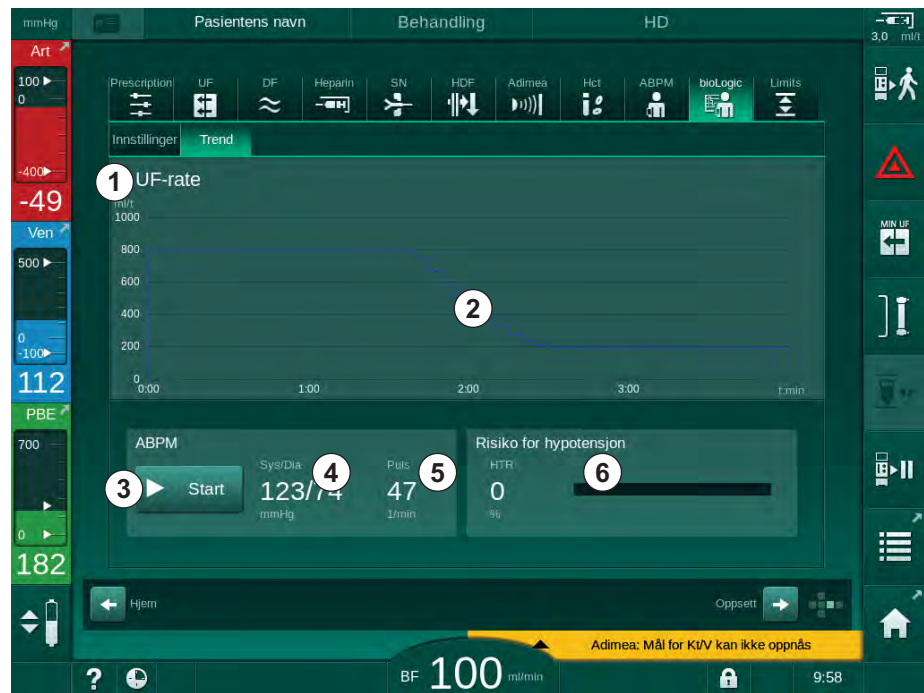 mmHg Pasientens navn Behandling HD 3,0 ml/t
Art
100
0
-400
-49
Ven
500
0
-100
112
PBE
700
0
182
Prescription UF DF Heparin SN HDF Adimea Hct ABPM bioLogic Limits
Innstillinger Trend
1 UF-rate
ml/t
1000
800
600
400
200
0
2
0:00 1:00 2:00 3:00 t:min
ABPM
3 Start
Sys/Dia 4
123/74
mmHg
Puls 5
47
1/min
Risiko for hypotensjon
HTR 6
0
%
MIN UF
Hjem Oppsett
Adimea: Mål for Kt/V kan ikke oppnås
? BF 100 ml/min 9:58